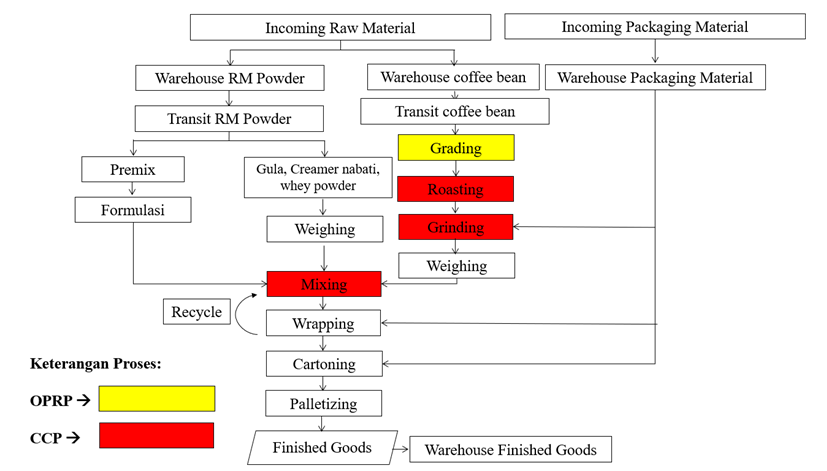 Incoming Raw Material
Incoming Packaging Material
Warehouse RM Powder
Warehouse coffee bean
Warehouse Packaging Material
Transit RM Powder
Transit coffee bean
Grading
Premix
Gula, Creamer nabati,
whey powder
Roasting
Formulasi
Weighing
Grinding
Weighing
Mixing
Recycle
Wrapping
Keterangan Proses:
Cartoning
OPRP →
Palletizing
CCP →
Finished Goods
Warehouse Finished Goods